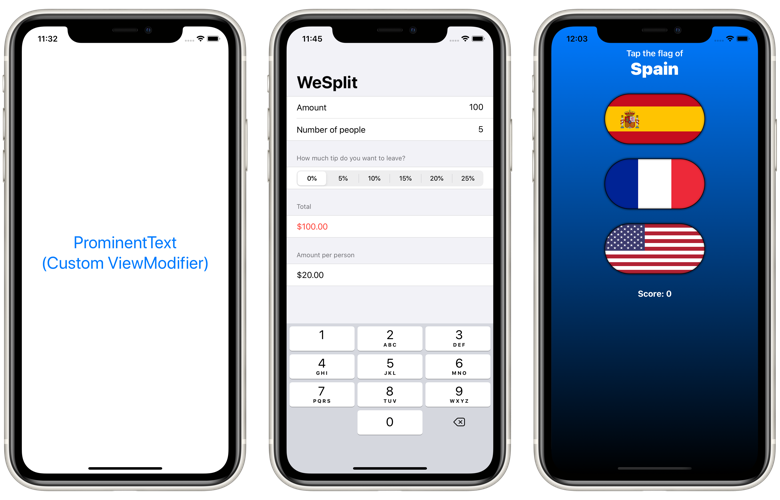 11:32
ProminentText
(Custom ViewModifier)
11:45
WeSplit
Amount 100
Number of people 5
How much tip do you want to leave?
0% 5% 10% 15% 20% 25%
Total
$100.00
Amount per person
$20.00
1 2 3
ABC DEF
4 5 6
GHI JKL MNO
7 8 9
PQRS TUV WXYZ
0
12:03
Tap the flag of
Spain
Score: 0